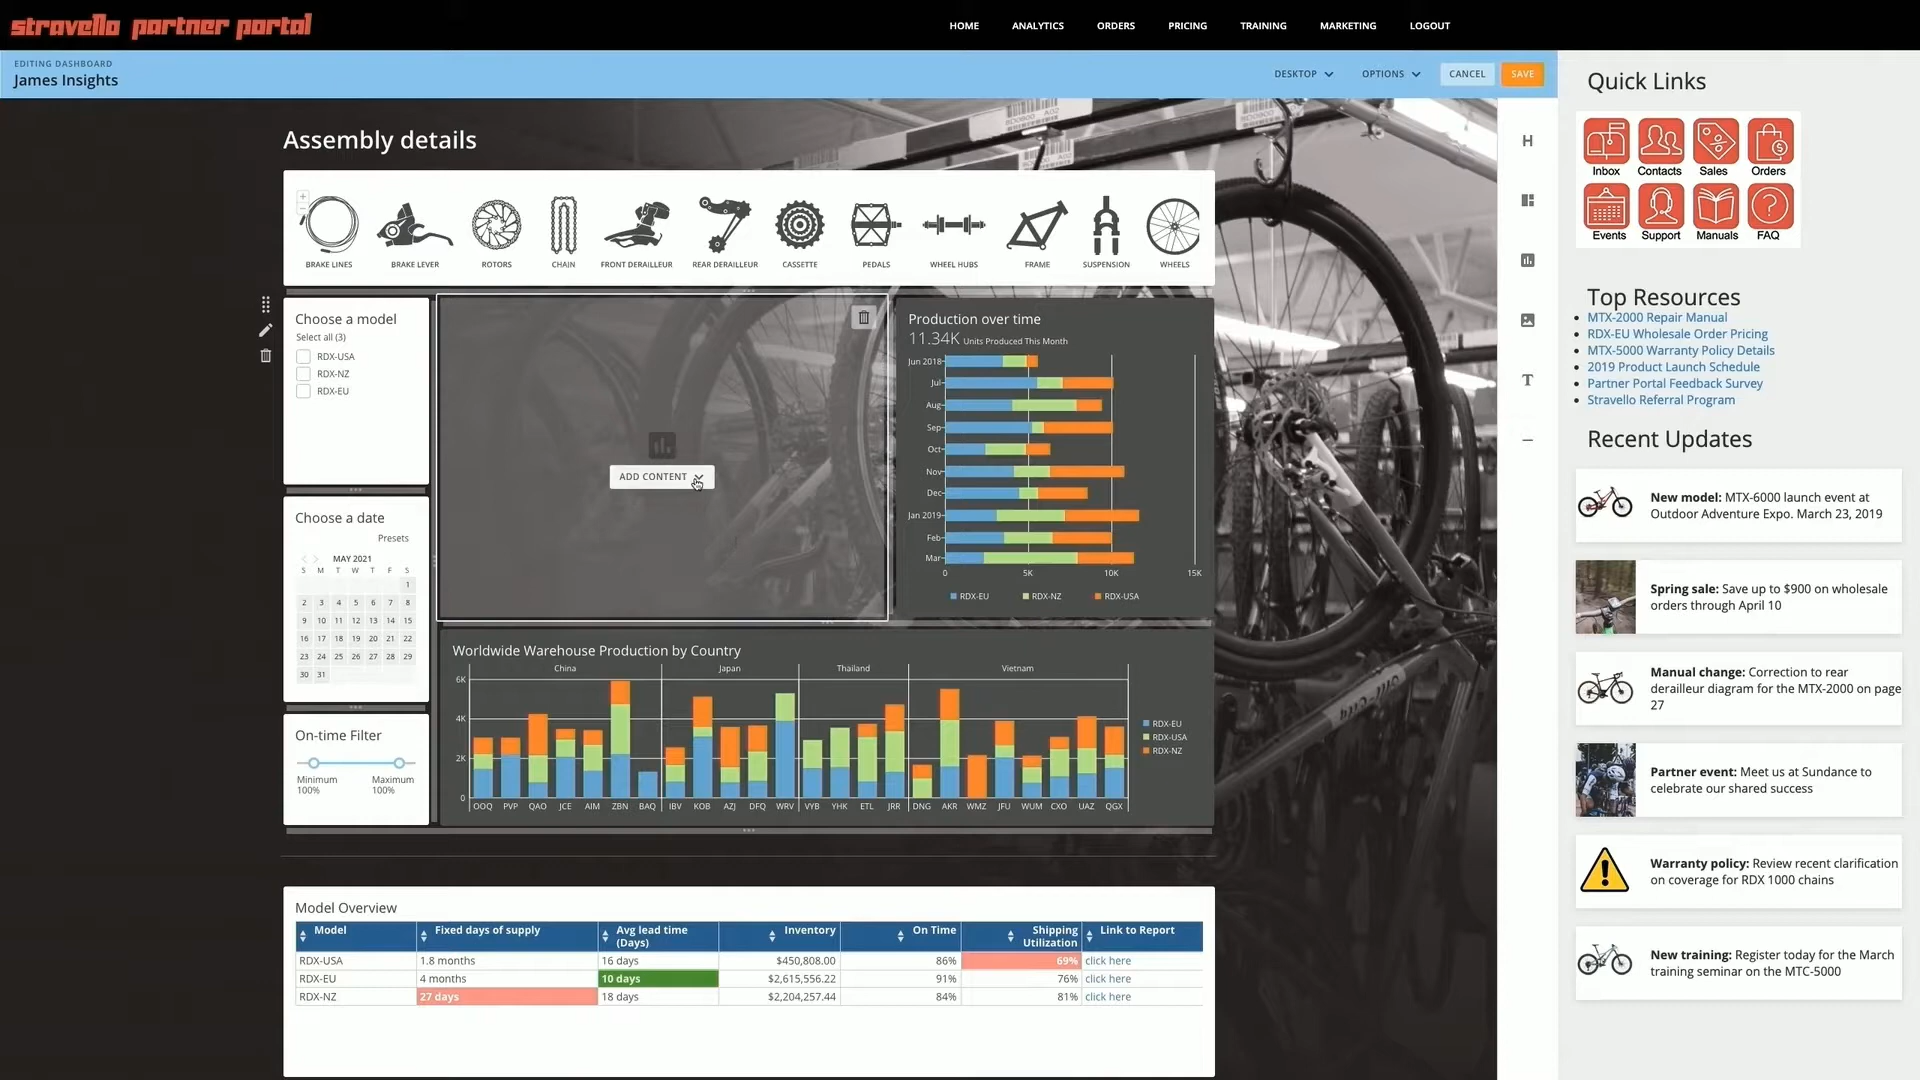 stravello partner portal
HOME
ANALYTICS
ORDERS
PRICING
TRAINING
MARKETING
LOGOUT
EDITING DASHBOARD
James Insights
DESKTOP
OPTIONS
CANCEL
SAVE
Assembly details
BRAKE LINES
BRAKE LEVER
ROTORS
CHAIN
FRONT DERAILLEUR
REAR DERAILLEUR
CASSETTE
PEDALS
WHEEL HUBS
FRAME
SUSPENSION
WHEELS
Choose a model
Select all (3)
RDX-USA
RDX-NZ
RDX-EU
Choose a date
Presets
MAY 2021
S M T W T F S
1
2 3 4 5 6 7 8
9 10 11 12 13 14 15
16 17 18 19 20 21 22
23 24 25 26 27 28 29
30 31
On-time Filter
Minimum
100%
Maximum
100%
ADD CONTENT
Production over time
11.34K Units Produced This Month
Jun 2018
Jul
Aug
Sep
Oct
Nov
Dec
Jan 2019
Feb
Mar
0 5K 10K 15K
RDX-EU RDX-NZ RDX-USA
Worldwide Warehouse Production by Country
China Japan Thailand Vietnam
6K
4K
2K
0
OOQ PVP QAO JCE AIM ZBN BAQ IBV KOB AZJ DFQ WRV VYB YHK ETL JRR DNG AKR WMZ JFU WUM CXO UAZ QGX
RDX-EU
RDX-USA
RDX-NZ
Model Overview
Model Fixed days of supply Avg lead time (Days) Inventory On Time Shipping Utilization Link to Report
RDX-USA 1.8 months 16 days $450,808.00 86% 69% click here
RDX-EU 4 months 10 days $2,615,556.22 91% 76% click here
RDX-NZ 27 days 18 days $2,204,257.44 84% 81% click here
H
T
Quick Links
Inbox Contacts Sales Orders
Events Support Manuals FAQ
Top Resources
MTX-2000 Repair Manual
RDX-EU Wholesale Order Pricing
MTX-5000 Warranty Policy Details
2019 Product Launch Schedule
Partner Portal Feedback Survey
Stravello Referral Program
Recent Updates
New model: MTX-6000 launch event at
Outdoor Adventure Expo. March 23, 2019
Spring sale: Save up to $900 on wholesale
orders through April 10
Manual change: Correction to rear
derailleur diagram for the MTX-2000 on page
27
Partner event: Meet us at Sundance to
celebrate our shared success
Warranty policy: Review recent clarification
on coverage for RDX 1000 chains
New training: Register today for the March
training seminar on the MTC-5000